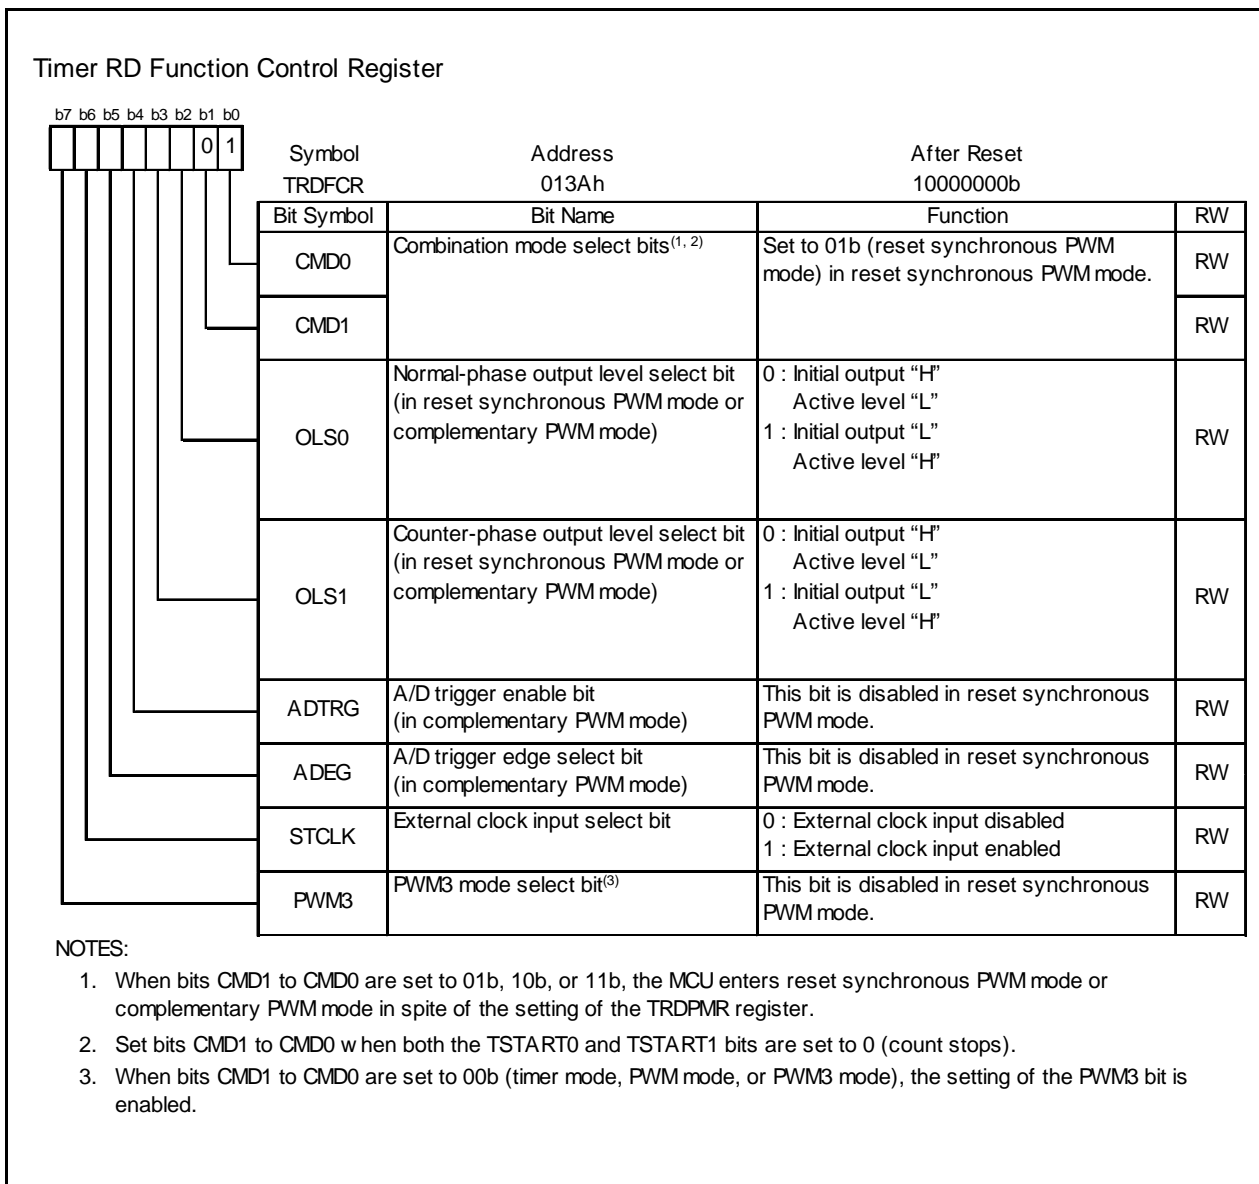 Timer RD Function Control Register
b7 b6 b5 b4 b3 b2 b1 b0
0 1
Symbol Address After Reset
TRDFCR 013Ah 10000000b
Bit Symbol Bit Name Function RW
CMD0 Combination mode select bits(1, 2) Set to 01b (reset synchronous PWM RW
mode) in reset synchronous PWM mode.
CMD1 RW
Normal-phase output level select bit 0 : Initial output “H”
(in reset synchronous PWM mode or Active level “L”
OLS0 complementary PWM mode) 1 : Initial output “L” RW
Active level “H”
Counter-phase output level select bit 0 : Initial output “H”
(in reset synchronous PWM mode or Active level “L”
OLS1 complementary PWM mode) 1 : Initial output “L” RW
Active level “H”
ADTRG A/D trigger enable bit This bit is disabled in reset synchronous RW
(in complementary PWM mode) PWM mode.
ADEG A/D trigger edge select bit This bit is disabled in reset synchronous RW
(in complementary PWM mode) PWM mode.
STCLK External clock input select bit 0 : External clock input disabled RW
1 : External clock input enabled
PWM3 PWM3 mode select bit(3) This bit is disabled in reset synchronous RW
PWM mode.
NOTES:
1. When bits CMD1 to CMD0 are set to 01b, 10b, or 11b, the MCU enters reset synchronous PWM mode or
complementary PWM mode in spite of the setting of the TRDPMR register.
2. Set bits CMD1 to CMD0 when both the TSTART0 and TSTART1 bits are set to 0 (count stops).
3. When bits CMD1 to CMD0 are set to 00b (timer mode, PWM mode, or PWM3 mode), the setting of the PWM3 bit is
enabled.